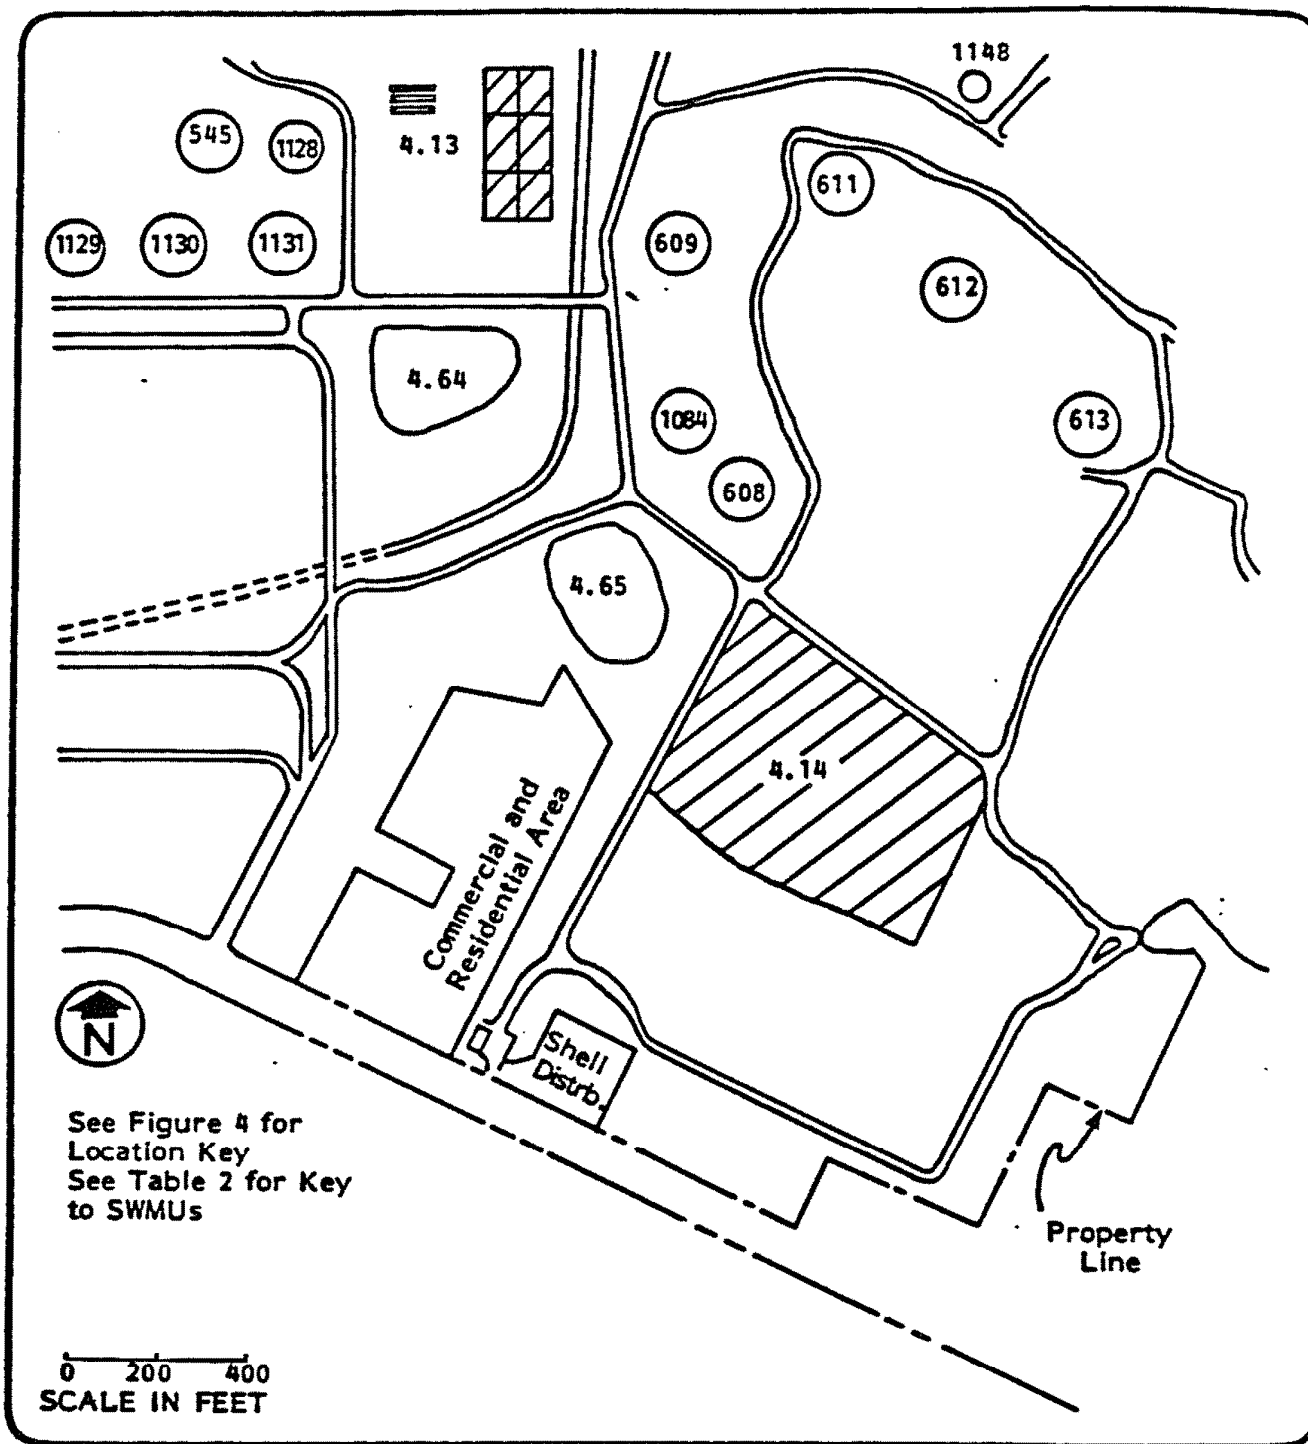 1148
545
1128
4.13
611
1129
1130
1131
609
612
4.64
1084
613
608
4.65
4.14
Commercial and
Residential Area
N
Shell
Distrb.
See Figure 4 for
Location Key
See Table 2 for Key
to SWMUs
Property
Line
0 200 400
SCALE IN FEET